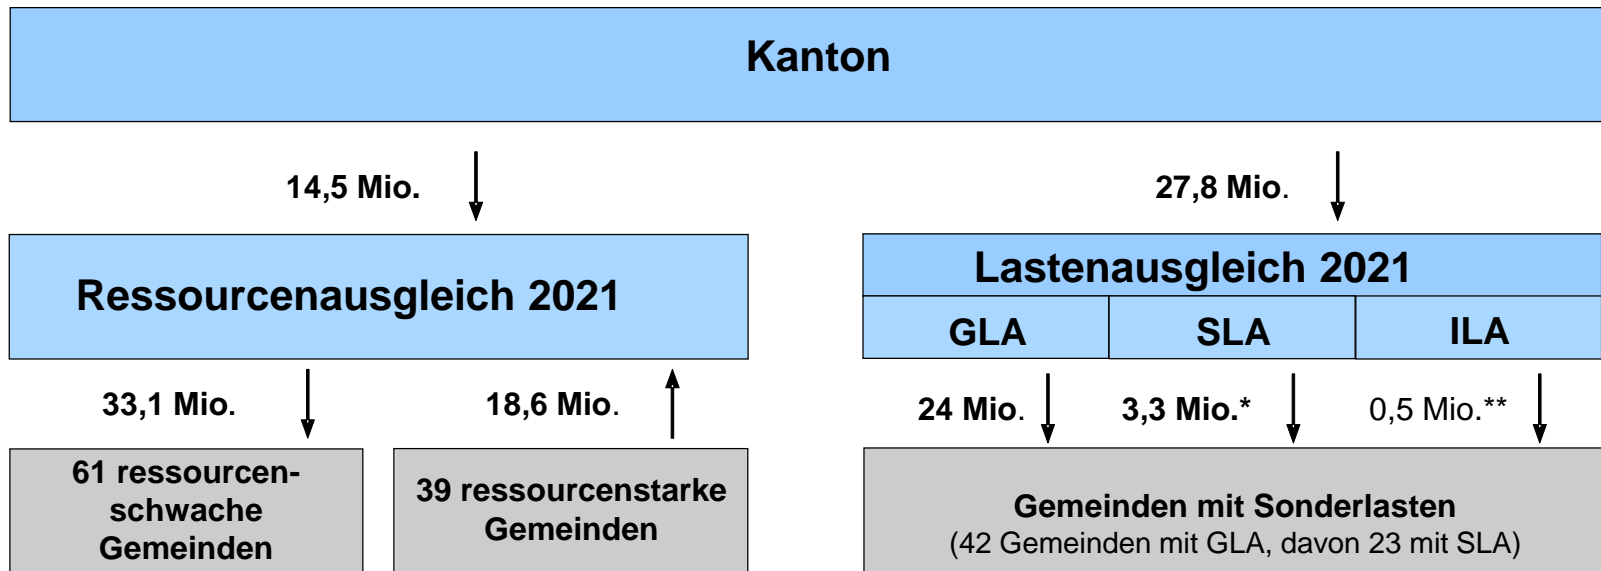 Kanton
14,5 Mio.
27,8 Mio.
Ressourcenausgleich 2021
Lastenausgleich 2021
GLA
SLA
ILA
33,1 Mio.
18,6 Mio.
24 Mio.
3,3 Mio.*
0,5 Mio.**
61 ressourcen-
schwache
Gemeinden
39 ressourcenstarke
Gemeinden
Gemeinden mit Sonderlasten
(42 Gemeinden mit GLA, davon 23 mit SLA)